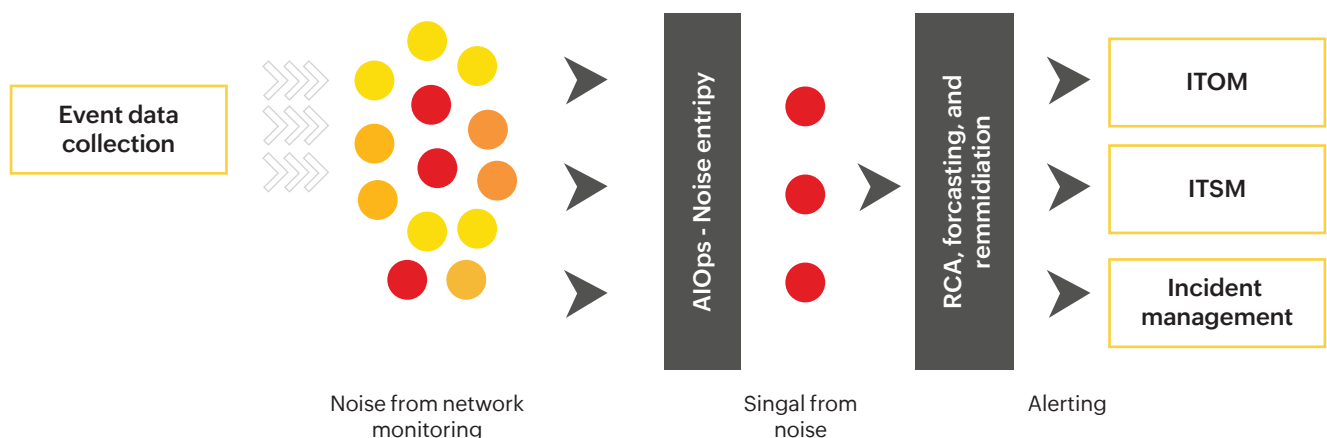 Event data
collection
AIOps - Noise entripy
RCA, forcasting, and
remmidiation
ITOM
ITSM
Incident
management
Noise from network
monitoring
Singal from
noise
Alerting